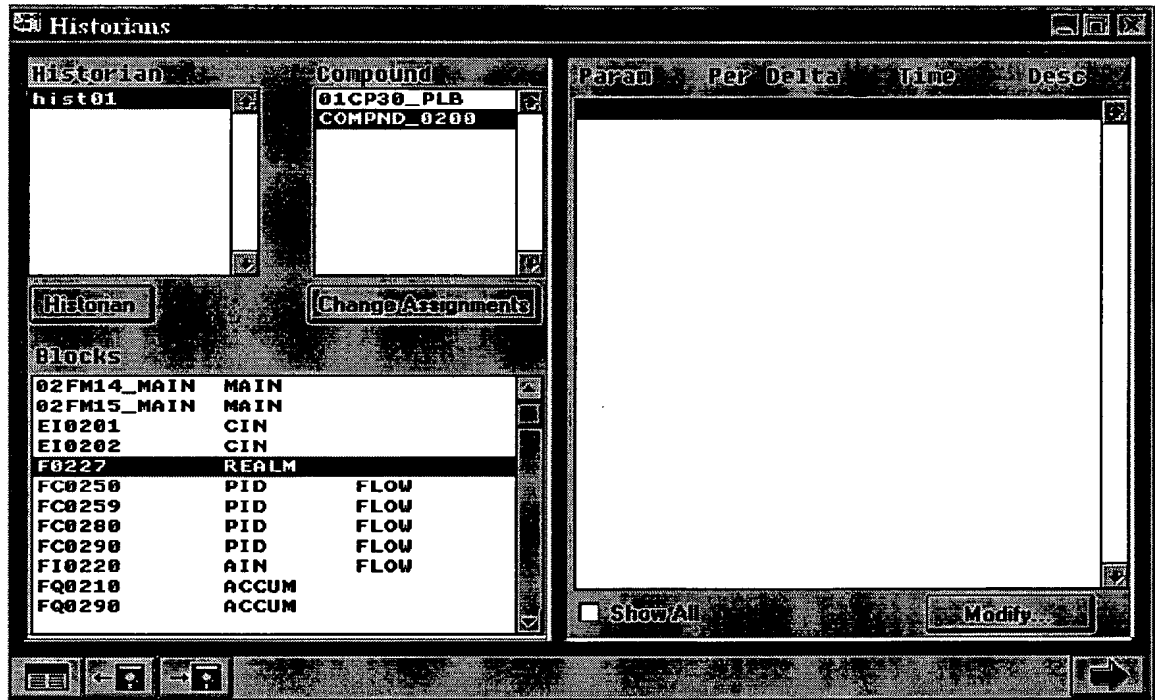 Historians
Historian Compound
hist01
01CP30_PLB
COMPND_0200
Historian
Change Assignments
Blocks
02FM14_MAIN MAIN
02FM15_MAIN MAIN
EI0201 CIN
EI0202 CIN
F0227 REALM
FC0250 PID FLOW
FC0259 PID FLOW
FC0280 PID FLOW
FC0290 PID FLOW
FI0220 AIN FLOW
FQ0210 ACCUM
FQ0290 ACCUM
Param Per Delta Time Desc
Show All
Modify...